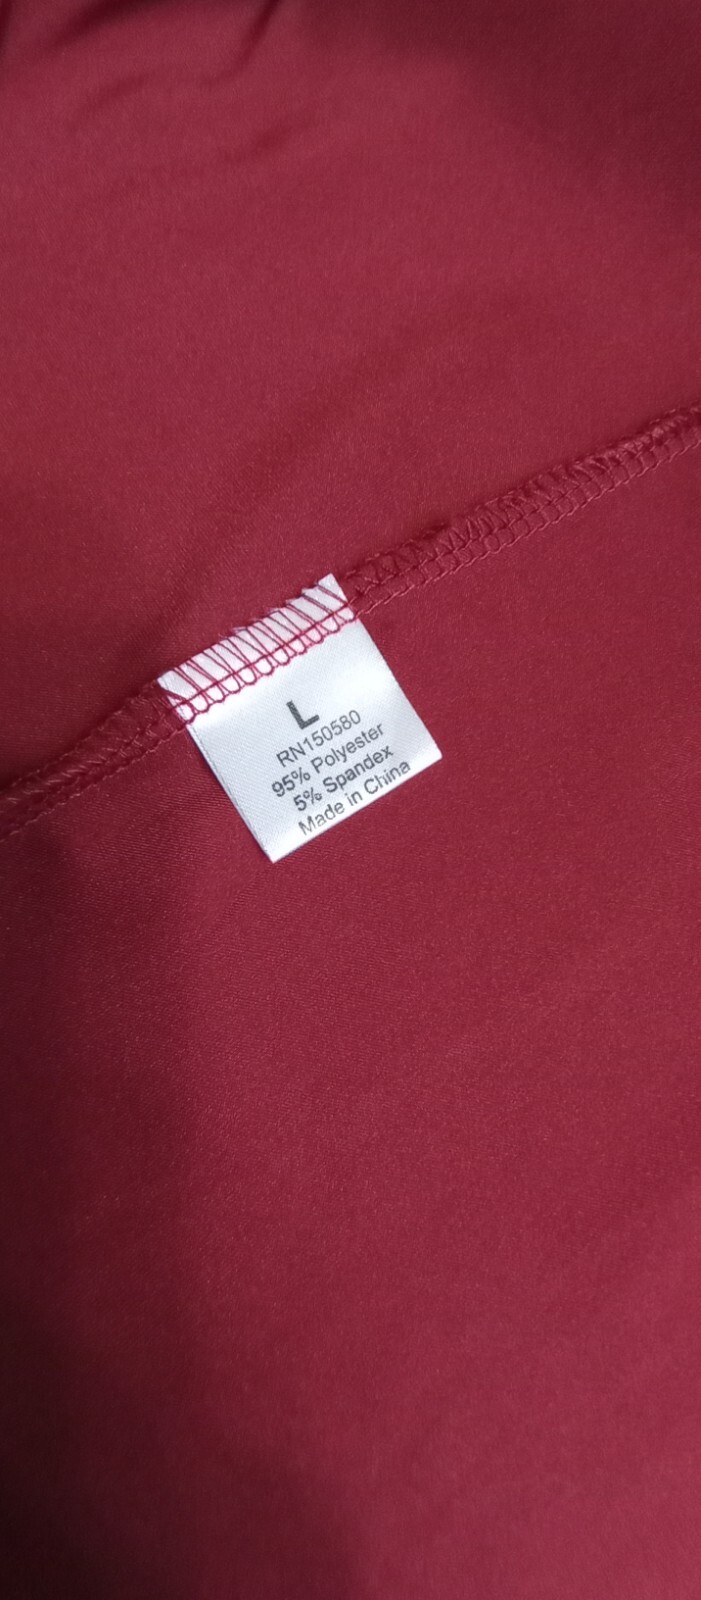 L
RN150580
95% Polyester
5% Spandex
Made in China